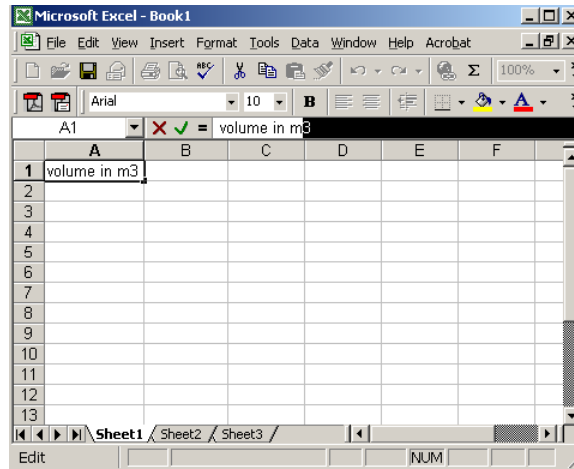 Microsoft Excel - Book1
File Edit View Insert Format Tools Data Window Help Acrobat
ABC Σ 100%
Arial 10 B A
A1 = volume in m3
A B C D E F
1 volume in m3
2
3
4
5
6
7
8
9
10
11
12
13
Sheet1 Sheet2 Sheet3
Edit NUM